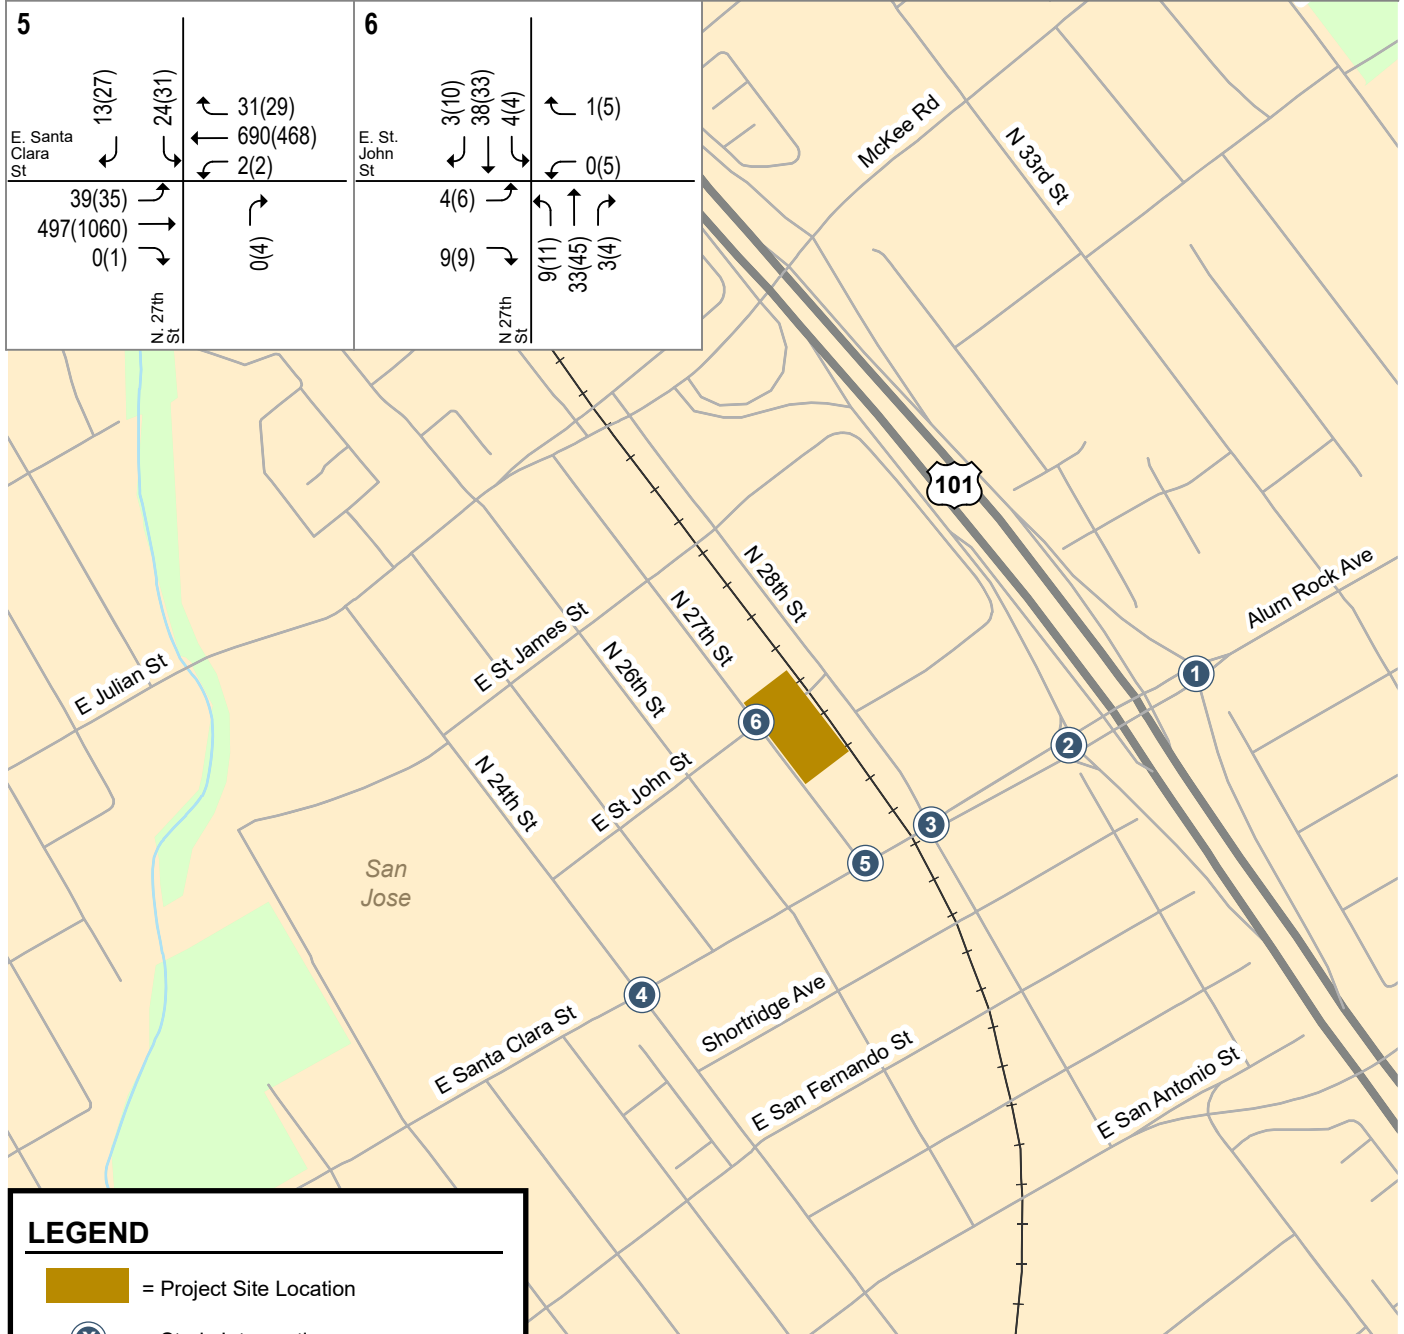 5
13(27)
24(31)
31(29)
690(468)
2(2)
E. Santa
Clara
St
39(35)
497(1060)
0(1)
0(4)
N. 27th
St
6
3(10)
38(33)
4(4)
1(5)
0(5)
E. St.
John
St
4(6)
9(9)
9(11)
33(45)
3(4)
N 27th
St
McKee Rd
N 33rd St
101
N 28th St
Alum Rock Ave
N 27th St
E St James St
N 26th St
E Julian St
1
6
2
N 24th St
E St John St
3
5
San
Jose
4
Shortridge Ave
E Santa Clara St
E San Fernando St
E San Antonio St
LEGEND
= Project Site Location